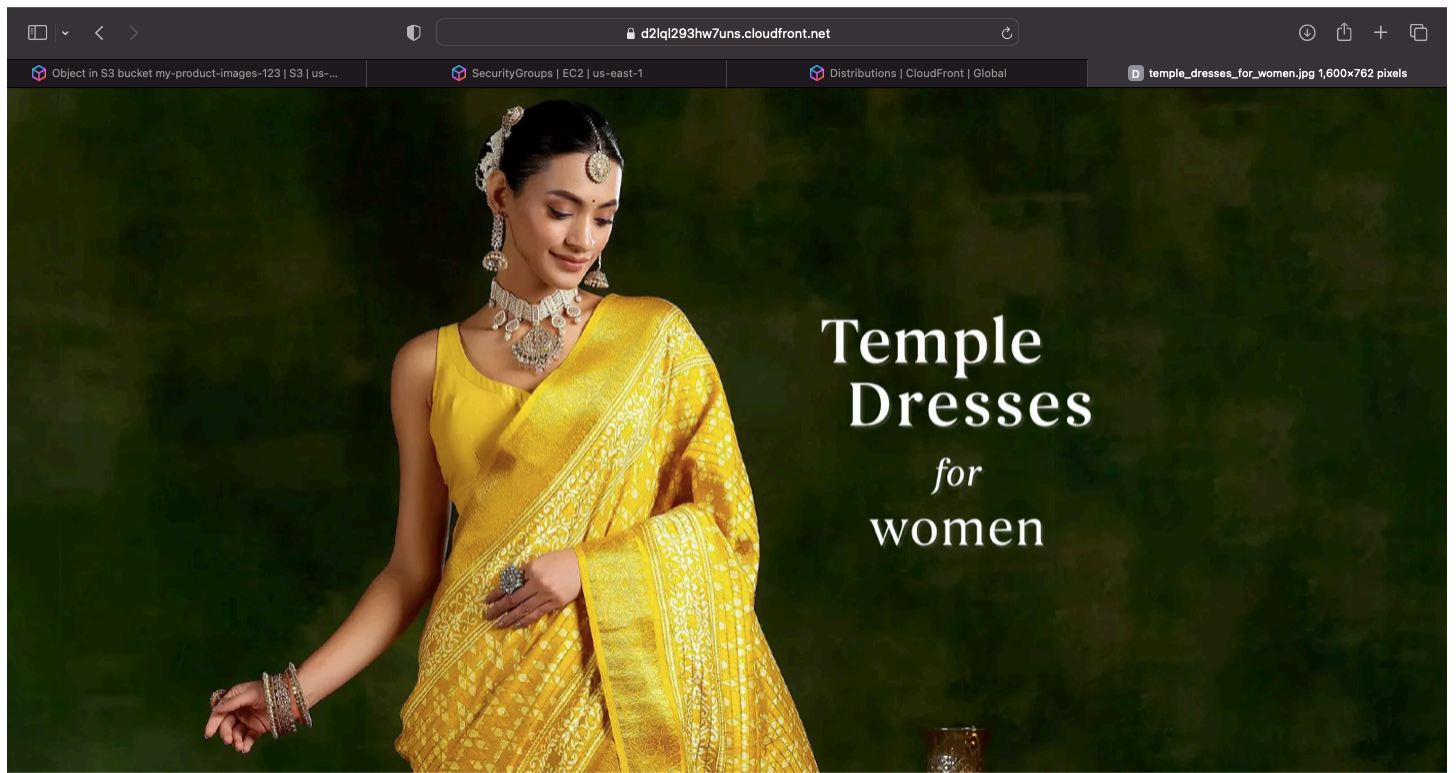 d2lql293hw7uns.cloudfront.net
Object in S3 bucket my-product-images-123 | S3 | us-...
SecurityGroups | EC2 | us-east-1
Distributions | CloudFront | Global
D
temple_dresses_for_women.jpg 1,600×762 pixels
Temple
Dresses
for
women